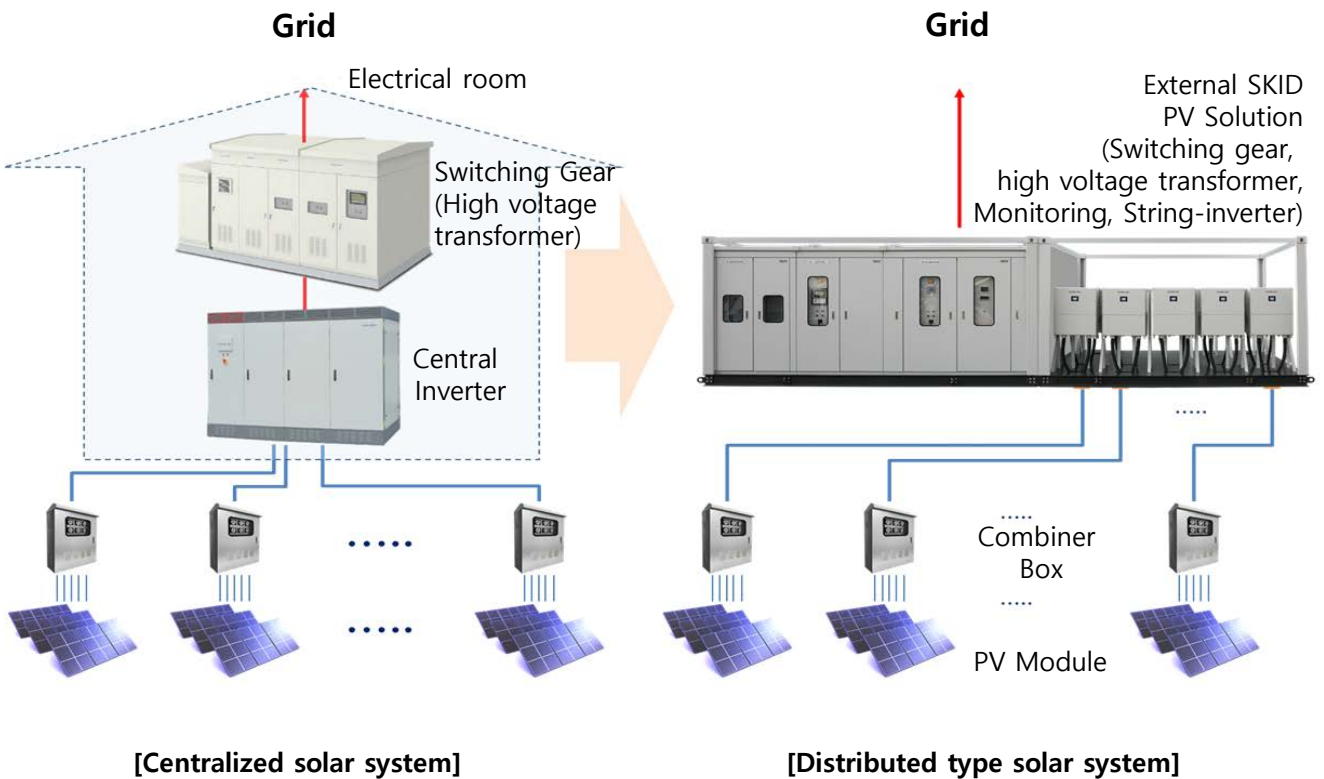 Grid
Electrical room
Switching Gear
(High voltage
transformer)
Central
Inverter
[Centralized solar system]
Grid
External SKID
PV Solution
(Switching gear,
high voltage transformer,
Monitoring, String-inverter)
.....
.....
Combiner
Box
.....
PV Module
[Distributed type solar system]